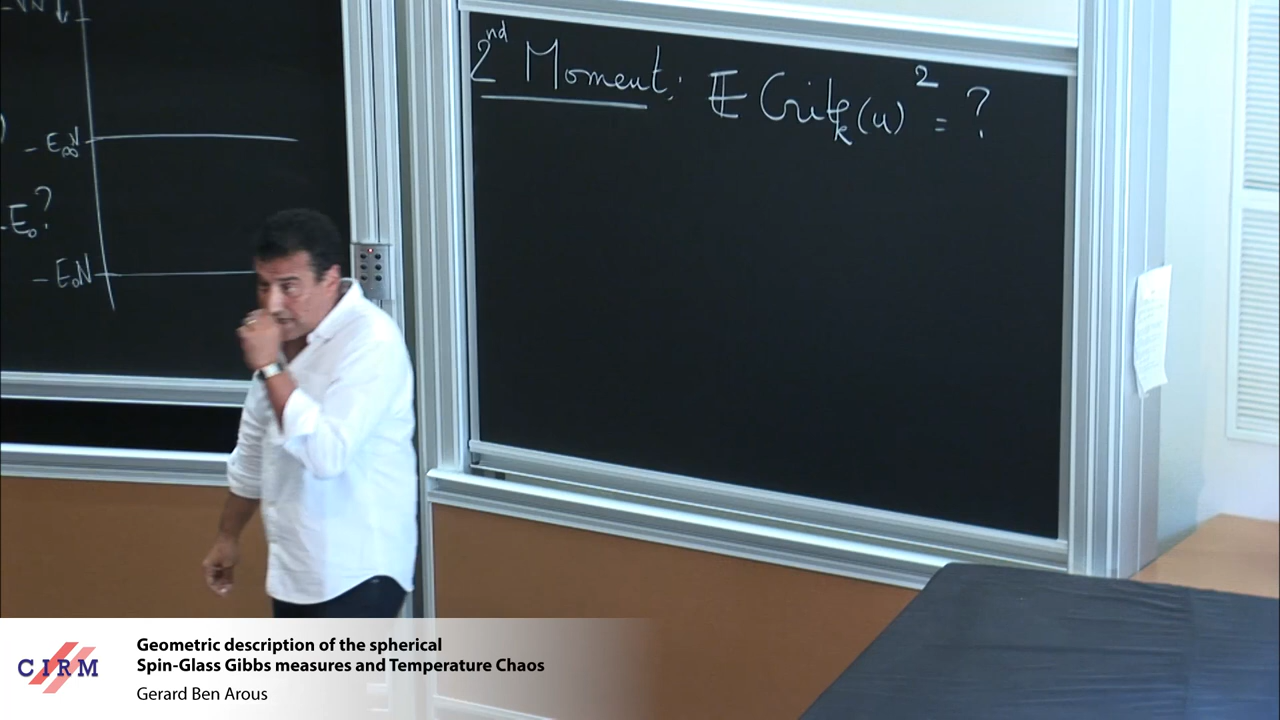 -√N
- E∞N
E₀?
- E₀N
2nd Moment: 𝔼 Crit_k(u)² = ?
CIRM
Geometric description of the spherical
Spin-Glass Gibbs measures and Temperature Chaos
Gerard Ben Arous